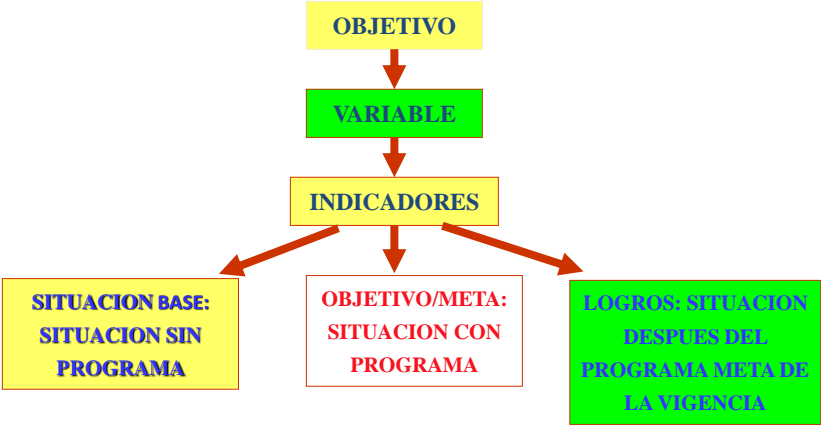 OBJETIVO
VARIABLE
INDICADORES
SITUACION BASE:
SITUACION SIN
PROGRAMA
OBJETIVO/META:
SITUACION CON
PROGRAMA
LOGROS: SITUACION
DESPUES DEL
PROGRAMA META DE
LA VIGENCIA